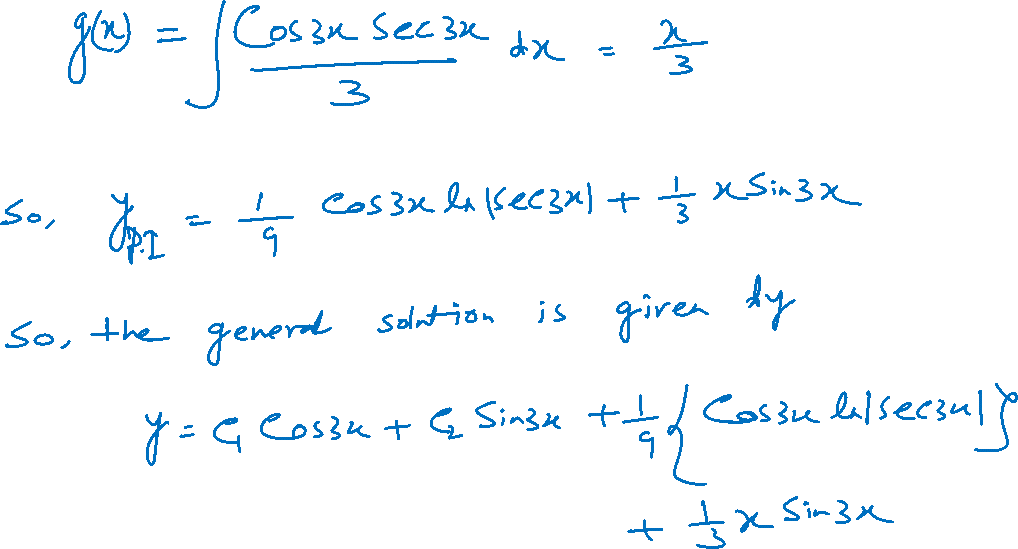 g(x) = ∫ Cos3x Sec3x / 3 dx = x/3
So, y_P.I = 1/9 Cos3x ln|Sec3x| + 1/3 x Sin3x
So, the general solution is given by
y = C₁ Cos3x + C₂ Sin3x + 1/9 { Cos3x ln|sec3x| }
+ 1/3 x Sin3x